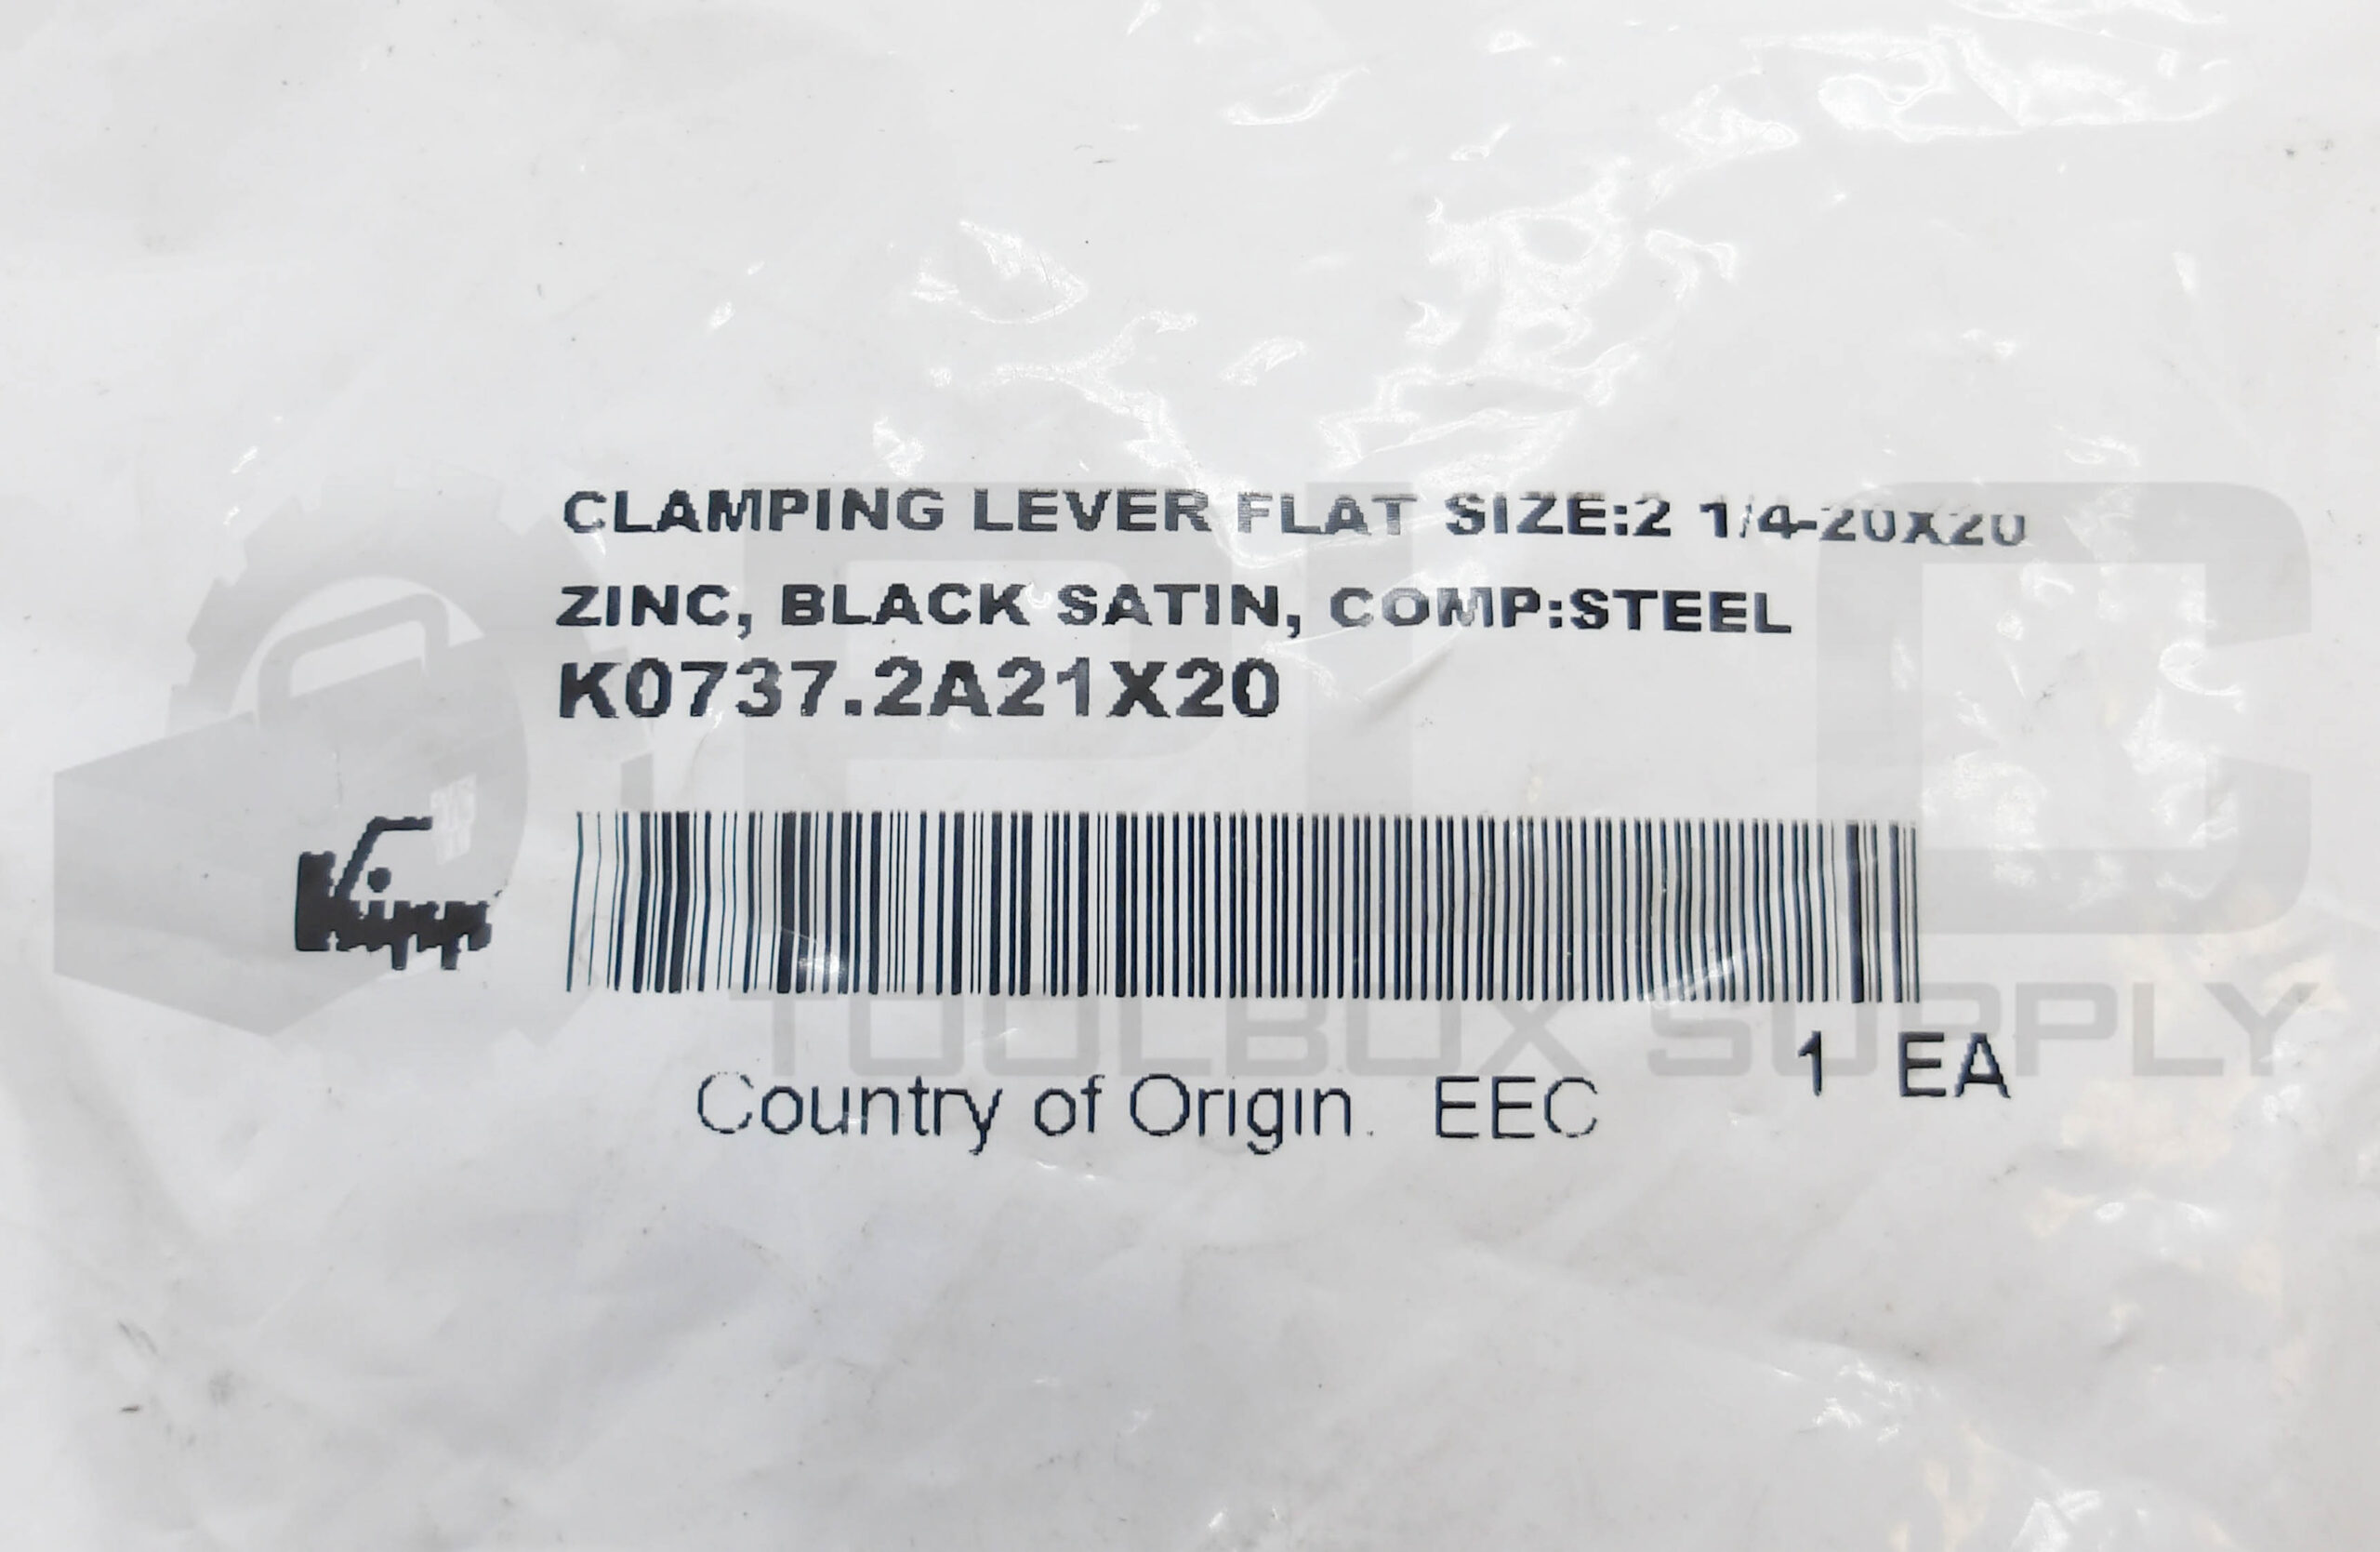 CLAMPING LEVER FLAT SIZE:2 1/4-20X20
ZINC, BLACK SATIN, COMP:STEEL
K0737.2A21X20
Kipp
1 EA
Country of Origin. EEC
PLC
TOOLBOX SUPPLY